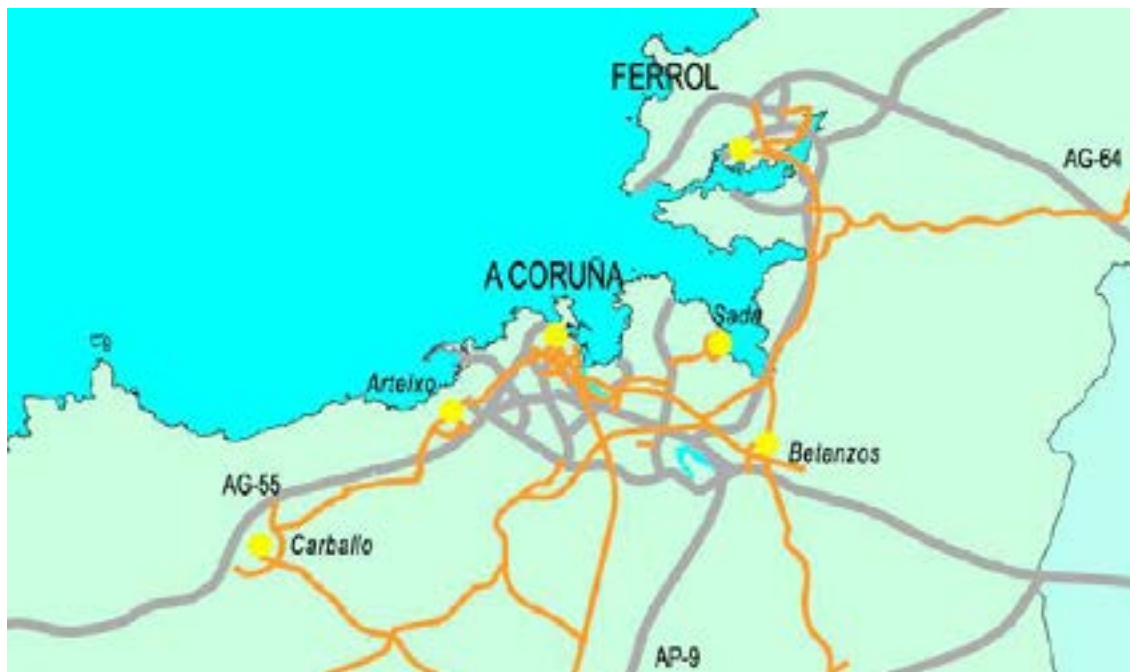 FERROL
AG-64
A CORUÑA
Sada
Arteixo
Betanzos
AG-55
Carballo
AP-9